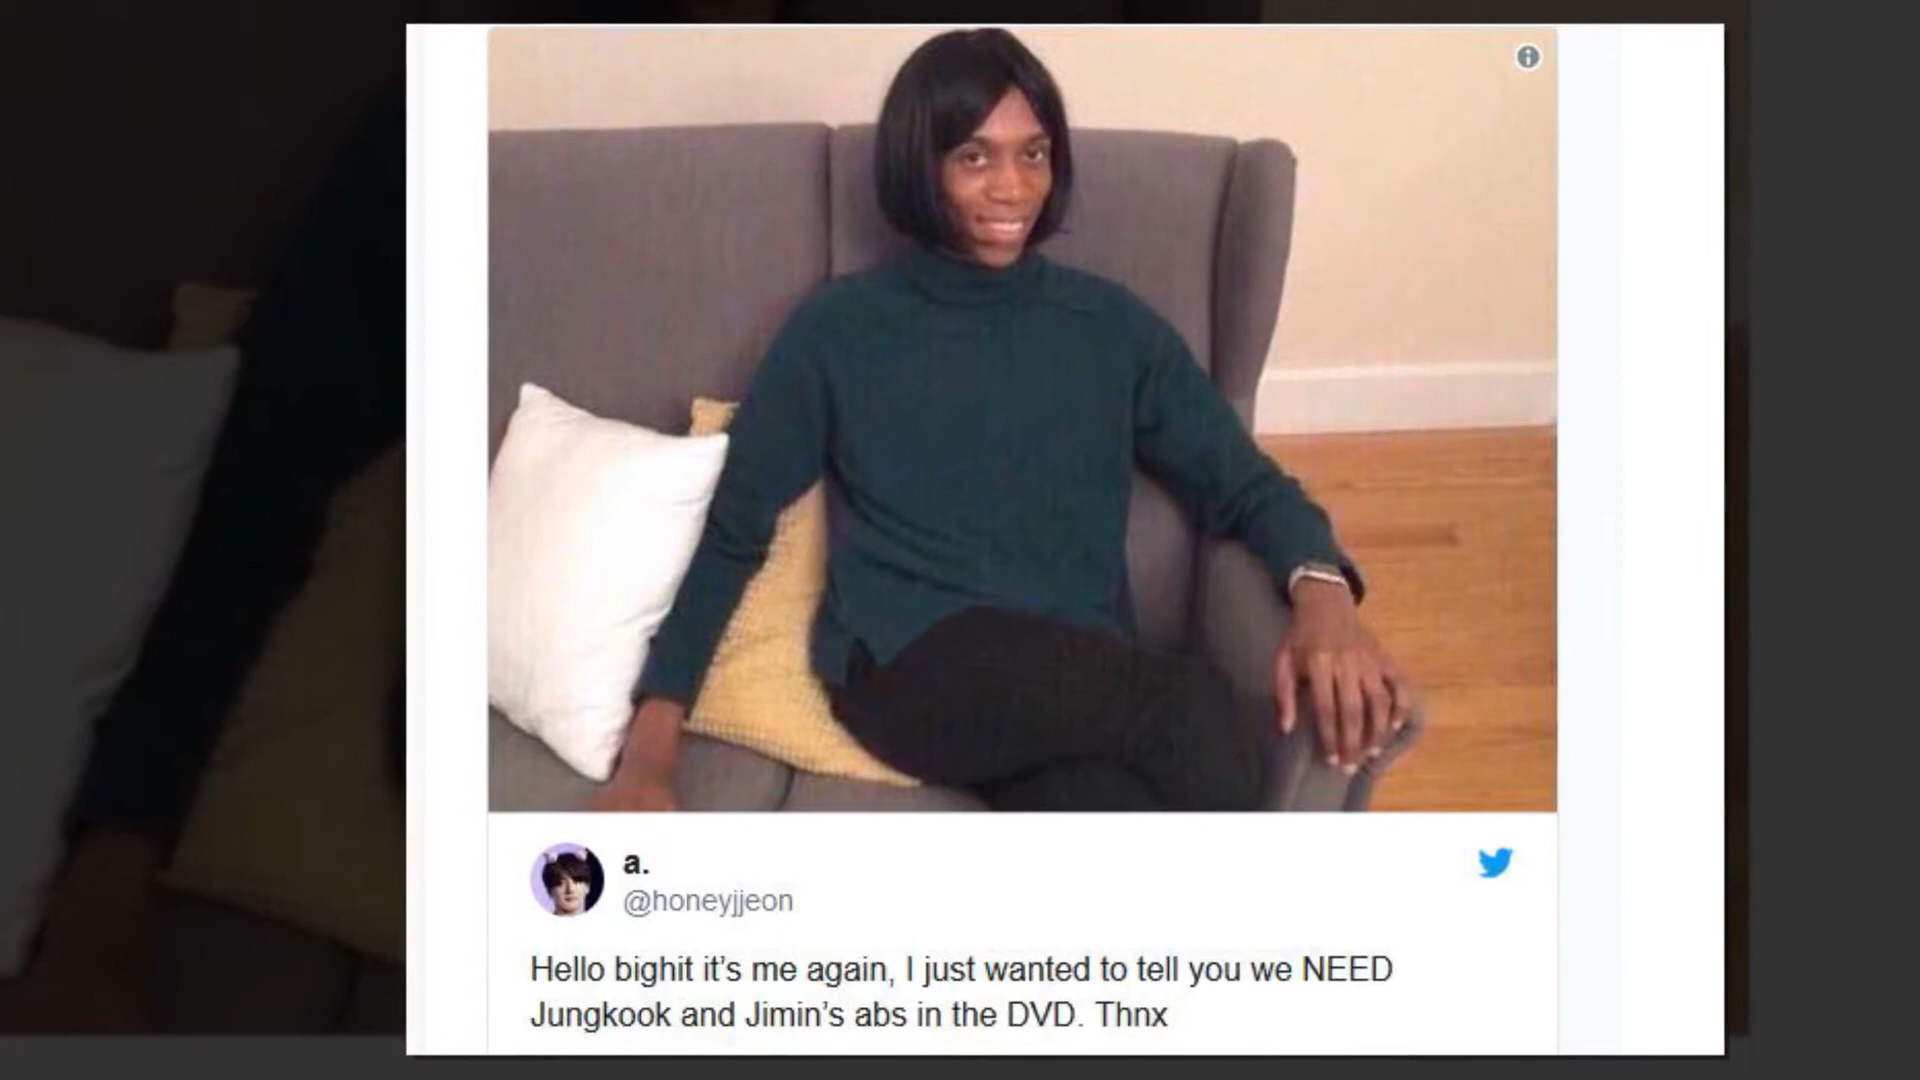 a.
@honeyjjeon
Hello bighit it's me again, I just wanted to tell you we NEED
Jungkook and Jimin's abs in the DVD. Thnx